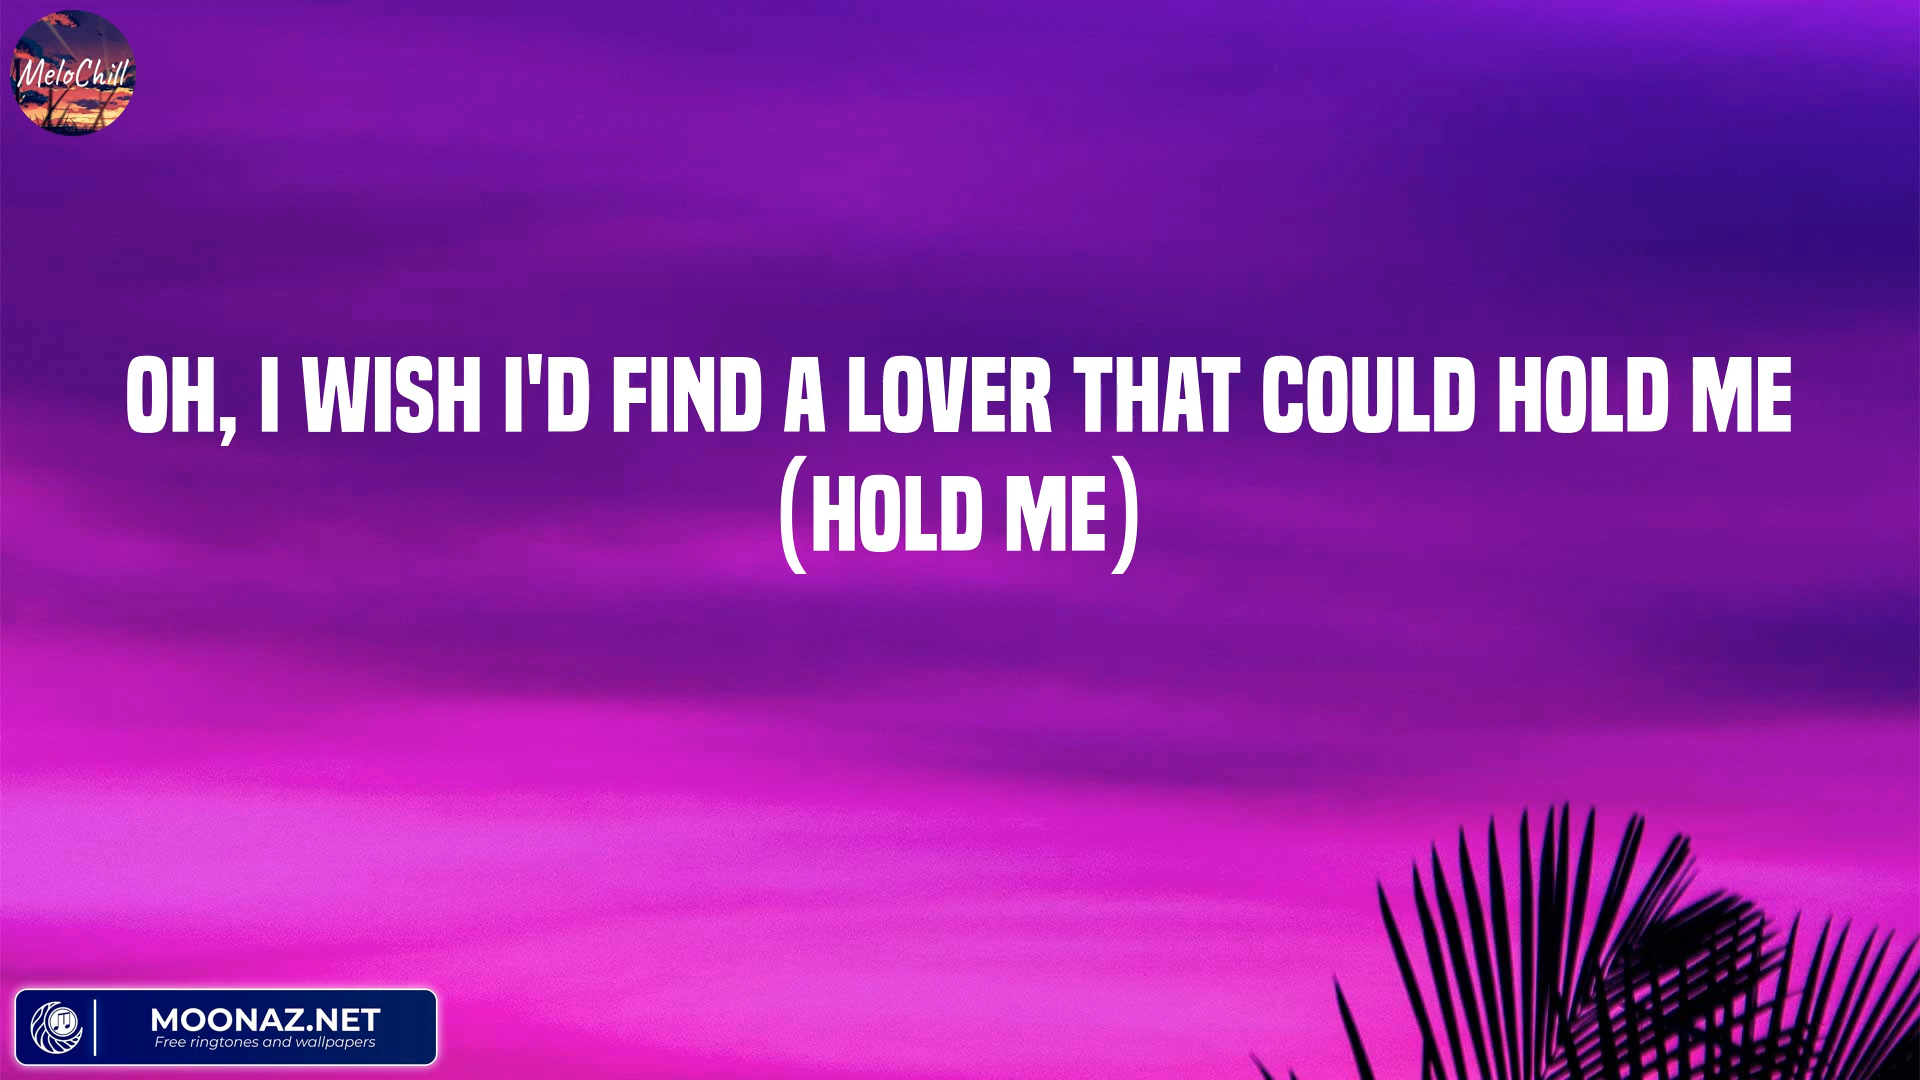 MeloChill
OH, I WISH I'D FIND A LOVER THAT COULD HOLD ME
(HOLD ME)
MOONAZ.NET
Free ringtones and wallpapers